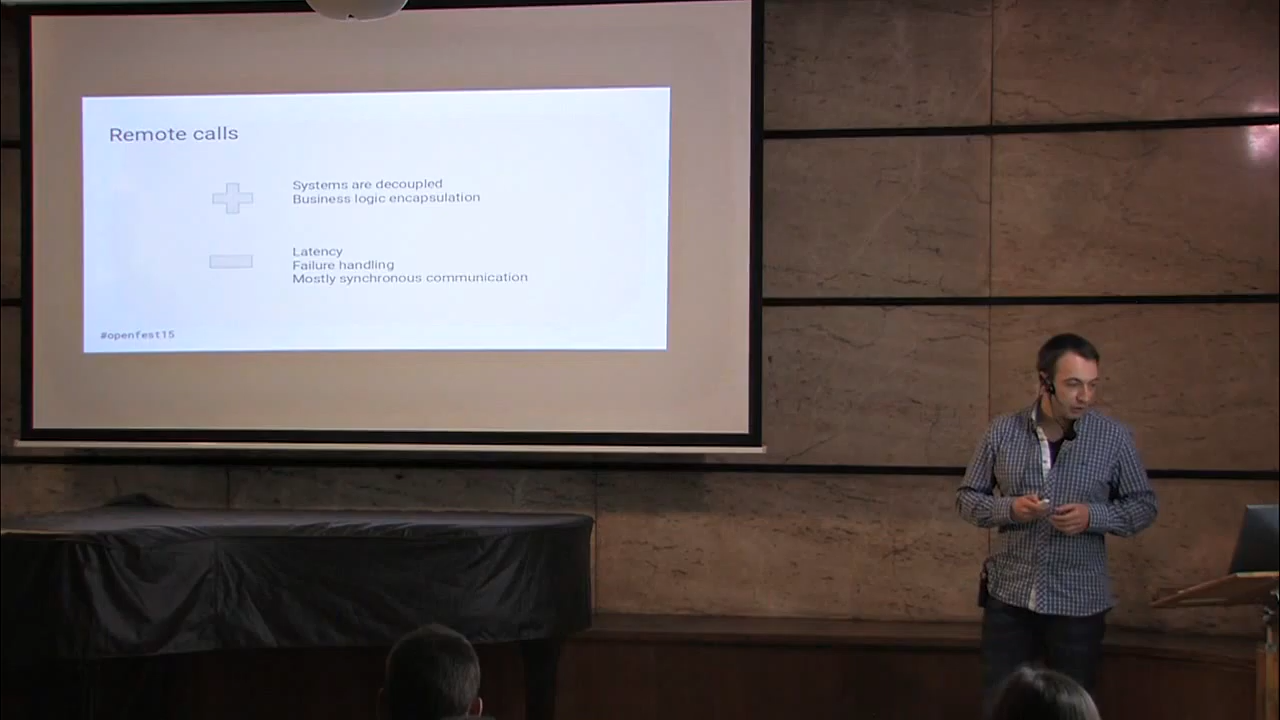 Remote calls
Systems are decoupled
Business logic encapsulation
Latency
Failure handling
Mostly synchronous communication
#openfest15